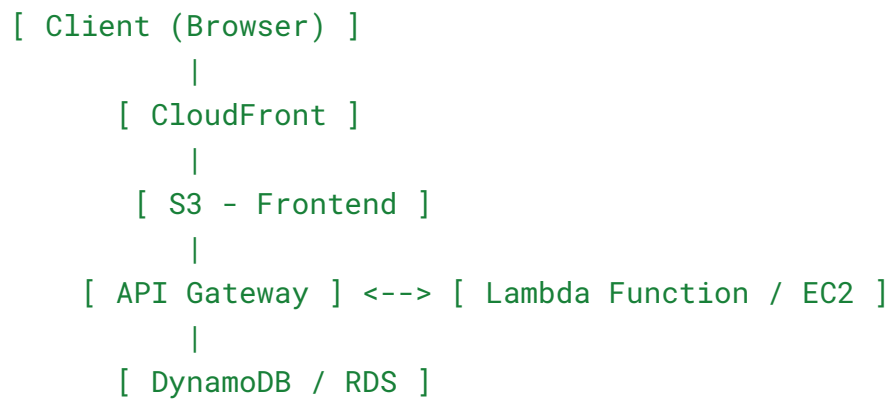 [ Client (Browser) ]
|
[ CloudFront ]
|
[ S3 - Frontend ]
|
[ API Gateway ] <--> [ Lambda Function / EC2 ]
|
[ DynamoDB / RDS ]